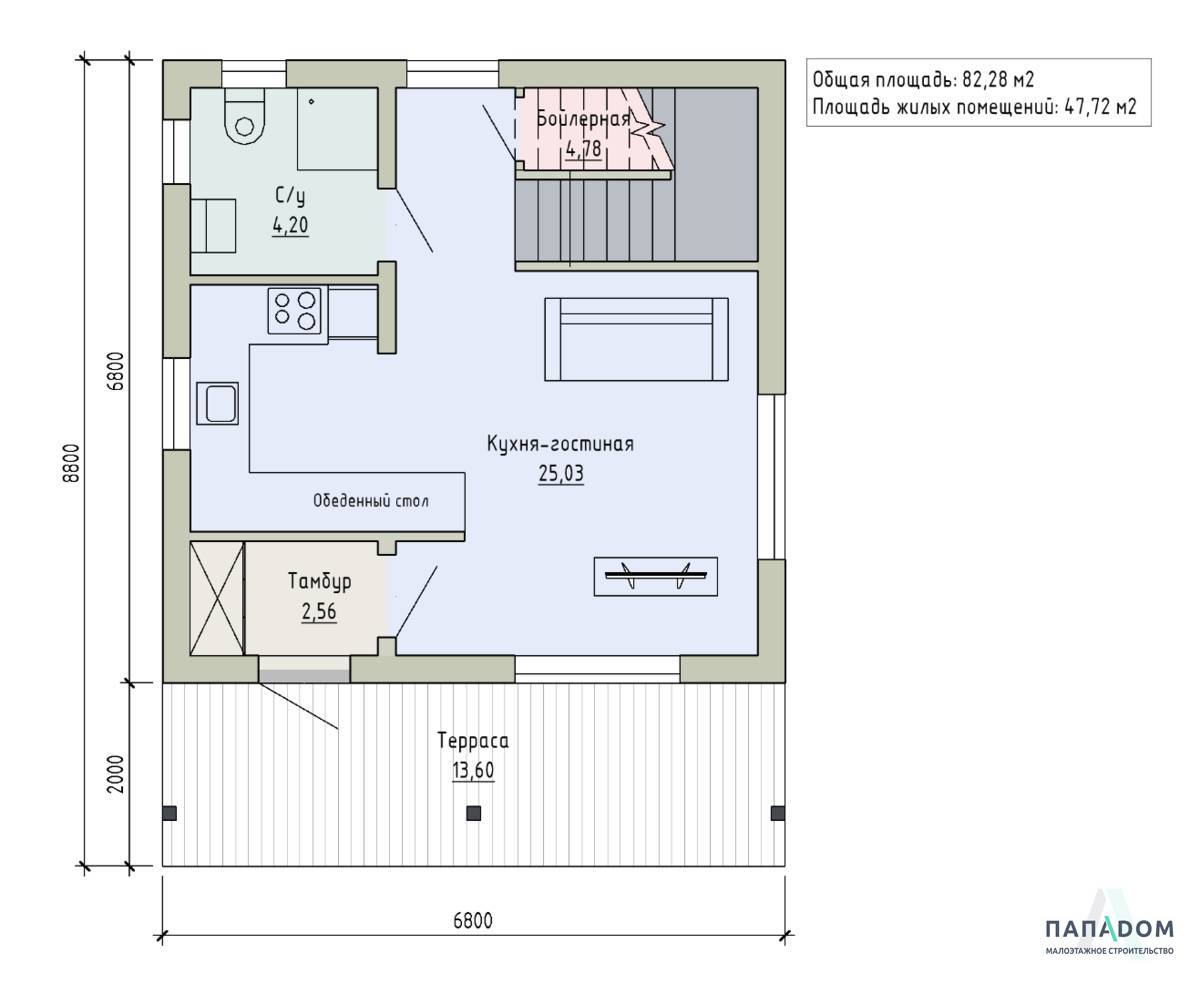 Общая площадь: 82,28 м2
Площадь жилых помещений: 47,72 м2
Бойлерная
4,78
С/у
4,20
6800
8800
Кухня-гостиная
25,03
Обеденный стол
Тамбур
2,56
Терраса
13,60
2000
6800
ПАПАДОМ
МАЛОЭТАЖНОЕ СТРОИТЕЛЬСТВО